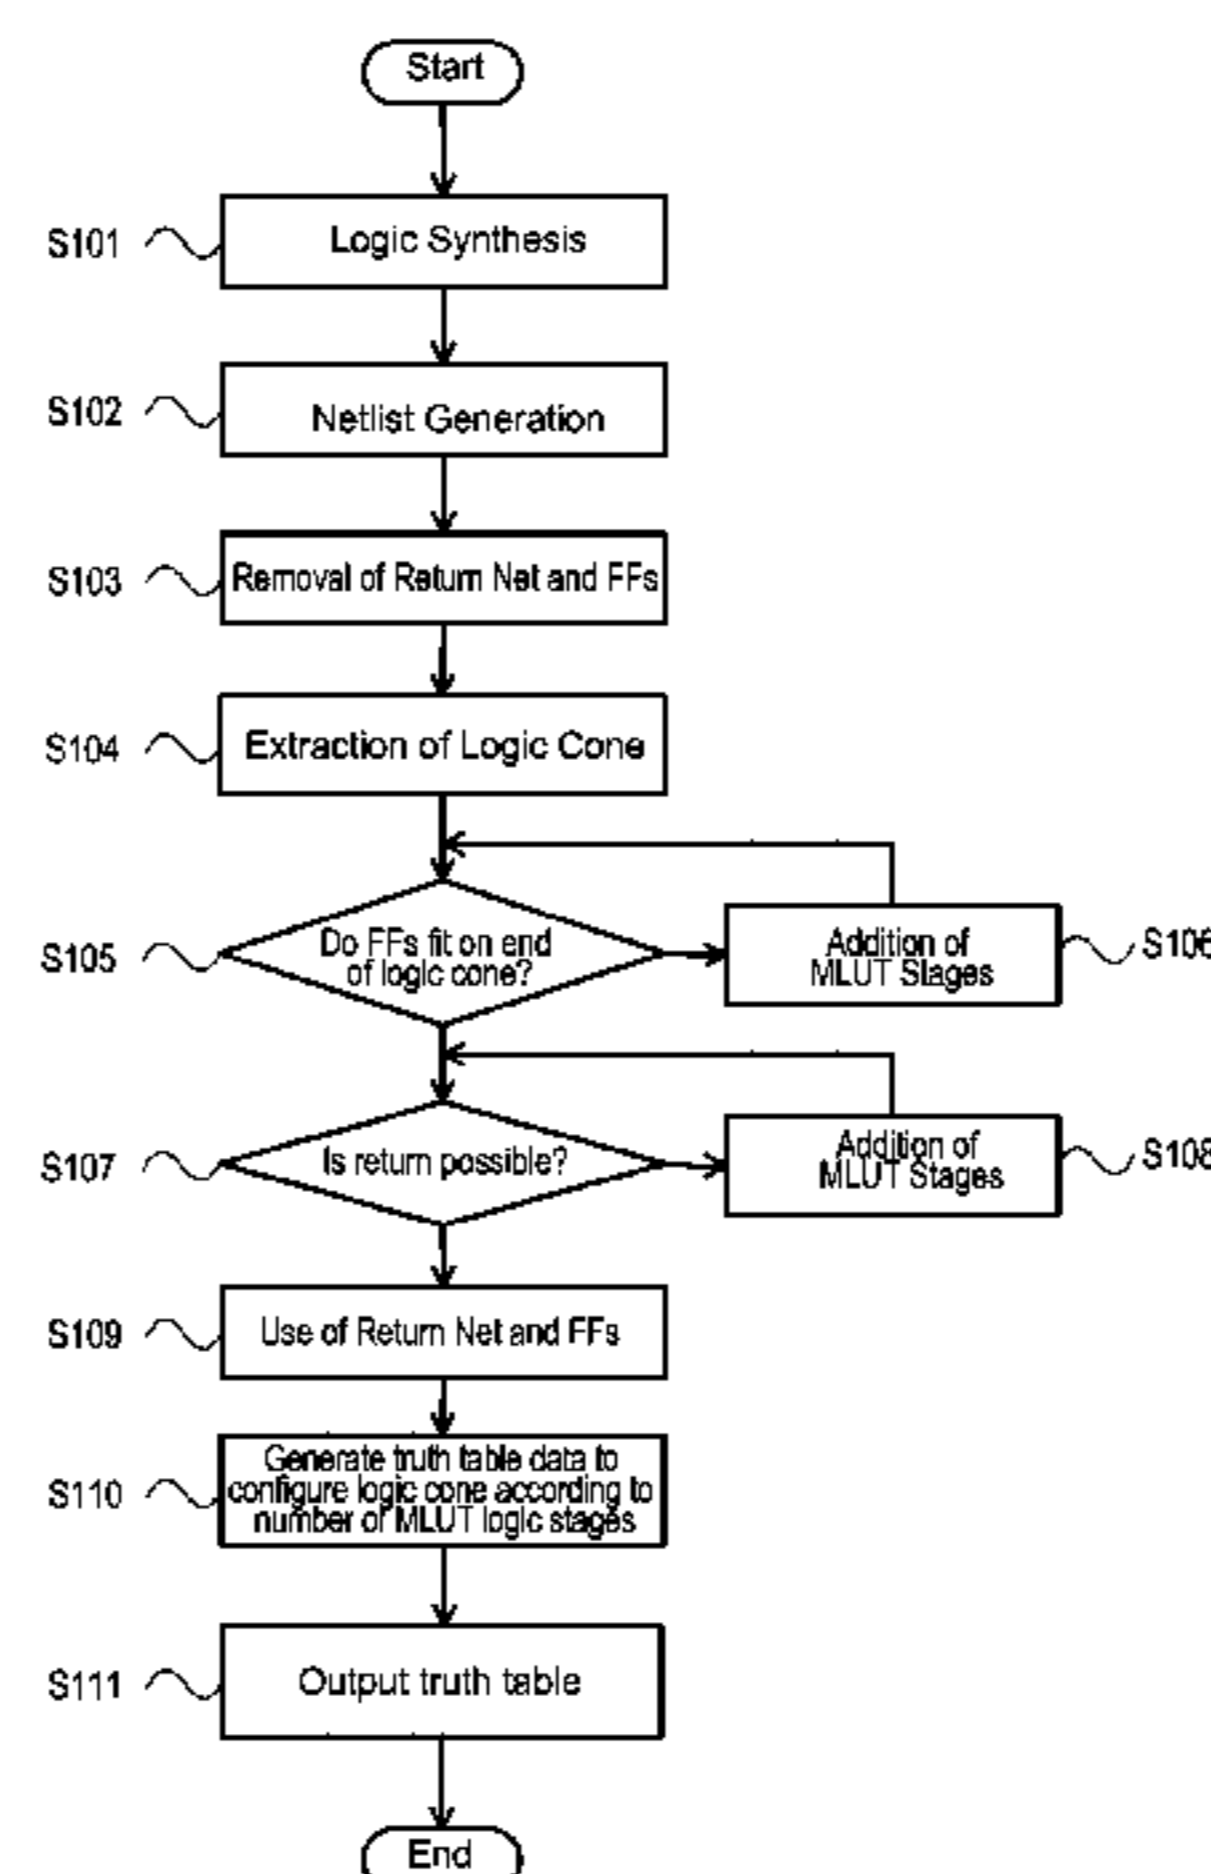 Start
S101
Logic Synthesis
S102
Netlist Generation
S103
Removal of Return Net and FFs
S104
Extraction of Logic Cone
S105
Do FFs fit on end
of logic cone?
Addition of
MLUT Stages
S106
S107
Is return possible?
Addition of
MLUT Stages
S108
S109
Use of Return Net and FFs
S110
Generate truth table data to
configure logic cone according to
number of MLUT logic stages
S111
Output truth table
End